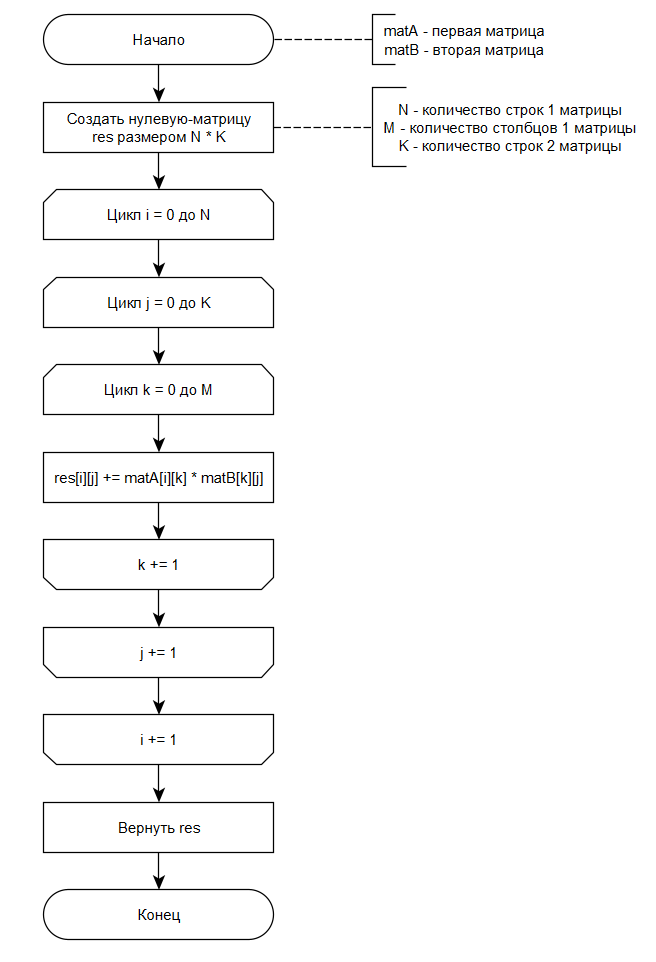 Начало
matA - первая матрица
matB - вторая матрица
Создать нулевую-матрицу
res размером N * K
N - количество строк 1 матрицы
M - количество столбцов 1 матрицы
K - количество строк 2 матрицы
Цикл i = 0 до N
Цикл j = 0 до K
Цикл k = 0 до M
res[i][j] += matA[i][k] * matB[k][j]
k += 1
j += 1
i += 1
Вернуть res
Конец